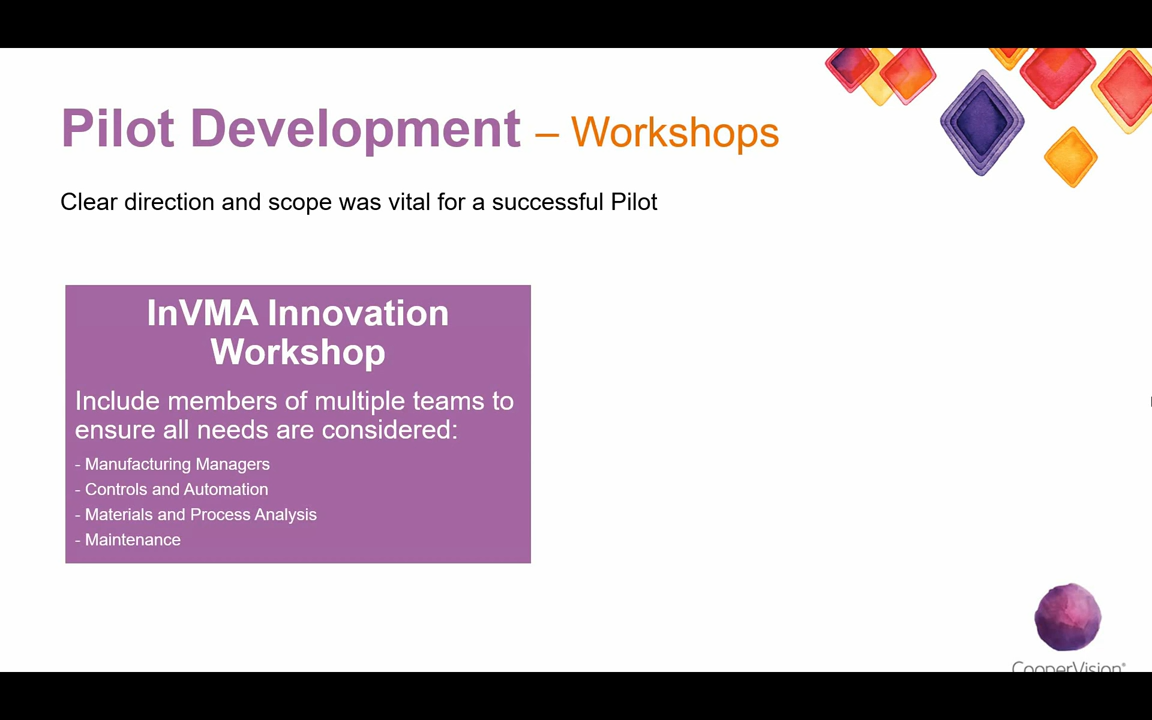 Pilot Development – Workshops
Clear direction and scope was vital for a successful Pilot
InVMA Innovation
Workshop
Include members of multiple teams to
ensure all needs are considered:
- Manufacturing Managers
- Controls and Automation
- Materials and Process Analysis
- Maintenance
CooperVision®